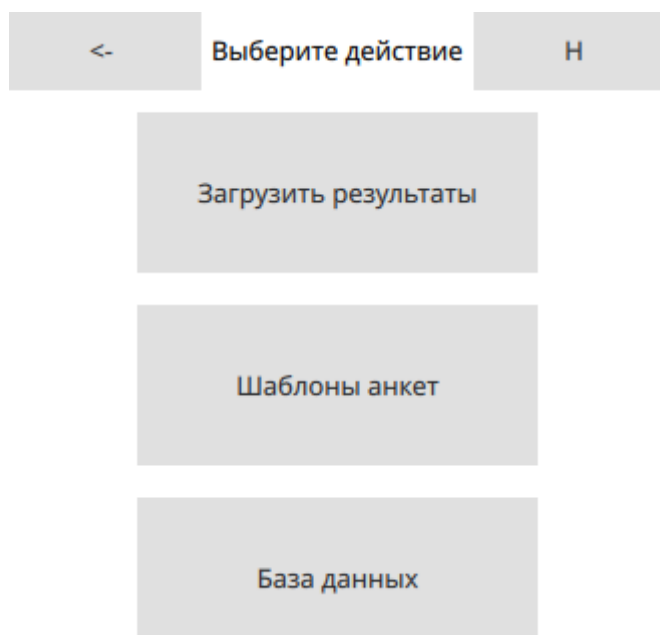 <- Выберите действие H
Загрузить результаты
Шаблоны анкет
База данных